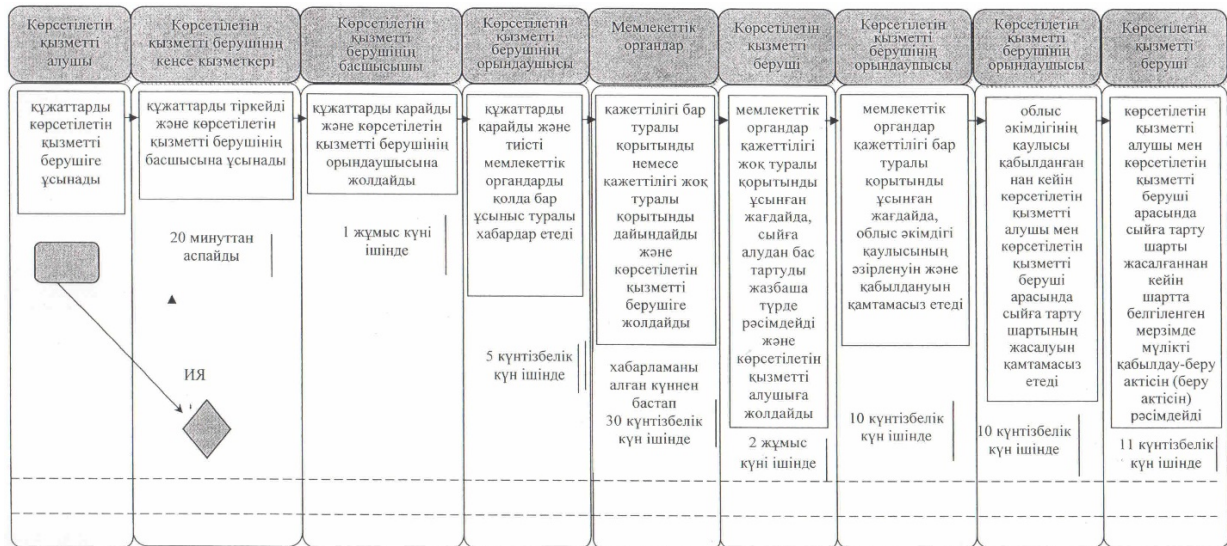 Көрсетілетін
қызметті
алушы
Көрсетілетін
қызметті берушінің
кеңсе қызметкері
Көрсетілетін
қызметті
берушінің
басшысышы
Көрсетілетін
қызметті
берушінің
орындаушысы
Мемлекеттік
органдар
Көрсетілетін
қызметті
беруші
Көрсетілетін
қызметті
берушінің
орындаушысы
Көрсетілетін
қызметті
берушінің
орындаушысы
Көрсетілетін
қызметті
беруші
құжаттарды
көрсетілетін
қызметті
берушіге
ұсынады
құжаттарды тіркейді
және көрсетілетін
қызметті берушінің
басшысына ұсынады
20 минуттан
аспайды
ИЯ
құжаттарды қарайды
және көрсетілетін
қызметті берушінің
орындаушысына
жолдайды
1 жұмыс күні
ішінде
құжаттарды
қарайды және
тиісті
мемлекеттік
органдарды
қолда бар
ұсыныс туралы
хабардар етеді
5 күнтізбелік
күн ішінде
қажеттілігі бар
туралы
қорытынды
немесе
қажеттілігі жоқ
туралы
қорытынды
дайындайды
және
көрсетілетін
қызметті
берушіге
жолдайды
хабарламаны
алған күннен
бастап
30 күнтізбелік
күн ішінде
мемлекеттік
органдар
қажеттілігі
жоқ туралы
қорытынды
ұсынған
жағдайда,
сыйға
алудан бас
тартуды
жазбаша
түрде
рәсімдейді
және
көрсетілетін
қызметті
алушыға
жолдайды
2 жұмыс
күні ішінде
мемлекеттік
органдар
қажеттілігі бар
туралы
қорытынды
ұсынған
жағдайда,
облыс әкімдігі
қаулысының
әзірленуін және
қабылдануын
қамтамасыз етеді
10 күнтізбелік
күн ішінде
облыс
әкімдігінің
қаулысы
қабылданған
нан кейін
көрсетілетін
қызметті
алушы мен
көрсетілетін
қызметті
беруші
арасында
сыйға тарту
шартының
жасалуын
қамтамасыз
етеді
10 күнтізбелік
күн ішінде
көрсетілетін
қызметті
алушы мен
көрсетілетін
қызметті
беруші
арасында
сыйға тарту
шарты
жасалғаннан
кейін
шартта
белгіленген
мерзімде
мүлікті
қабылдау-беру
актісін (беру
актісін)
рәсімдейді
11 күнтізбелік
күн ішінде